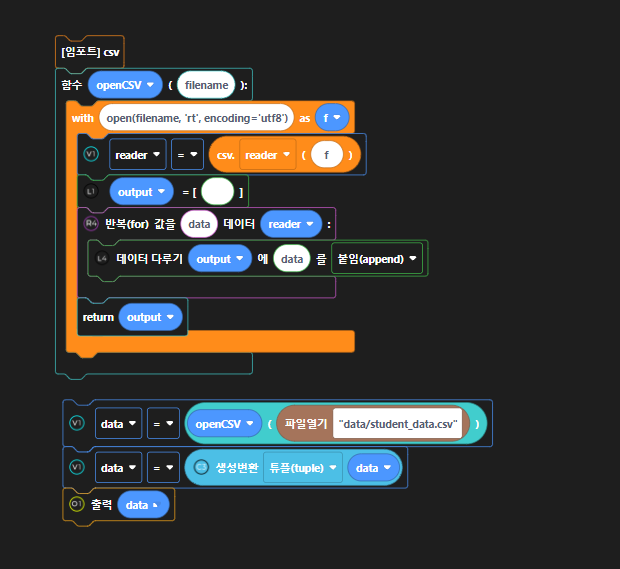 [임포트] csv
함수 openCSV ( filename ):
with open(filename, 'rt', encoding='utf8') as f
V1 reader = csv. reader ( f )
L1 output = [ ]
R4 반복(for) 값을 data 데이터 reader :
L4 데이터 다루기 output 에 data 를 붙임(append)
return output
V1 data = openCSV ( 파일열기 "data/student_data.csv" )
V1 data = 생성변환 튜플(tuple) data
O1 출력 data